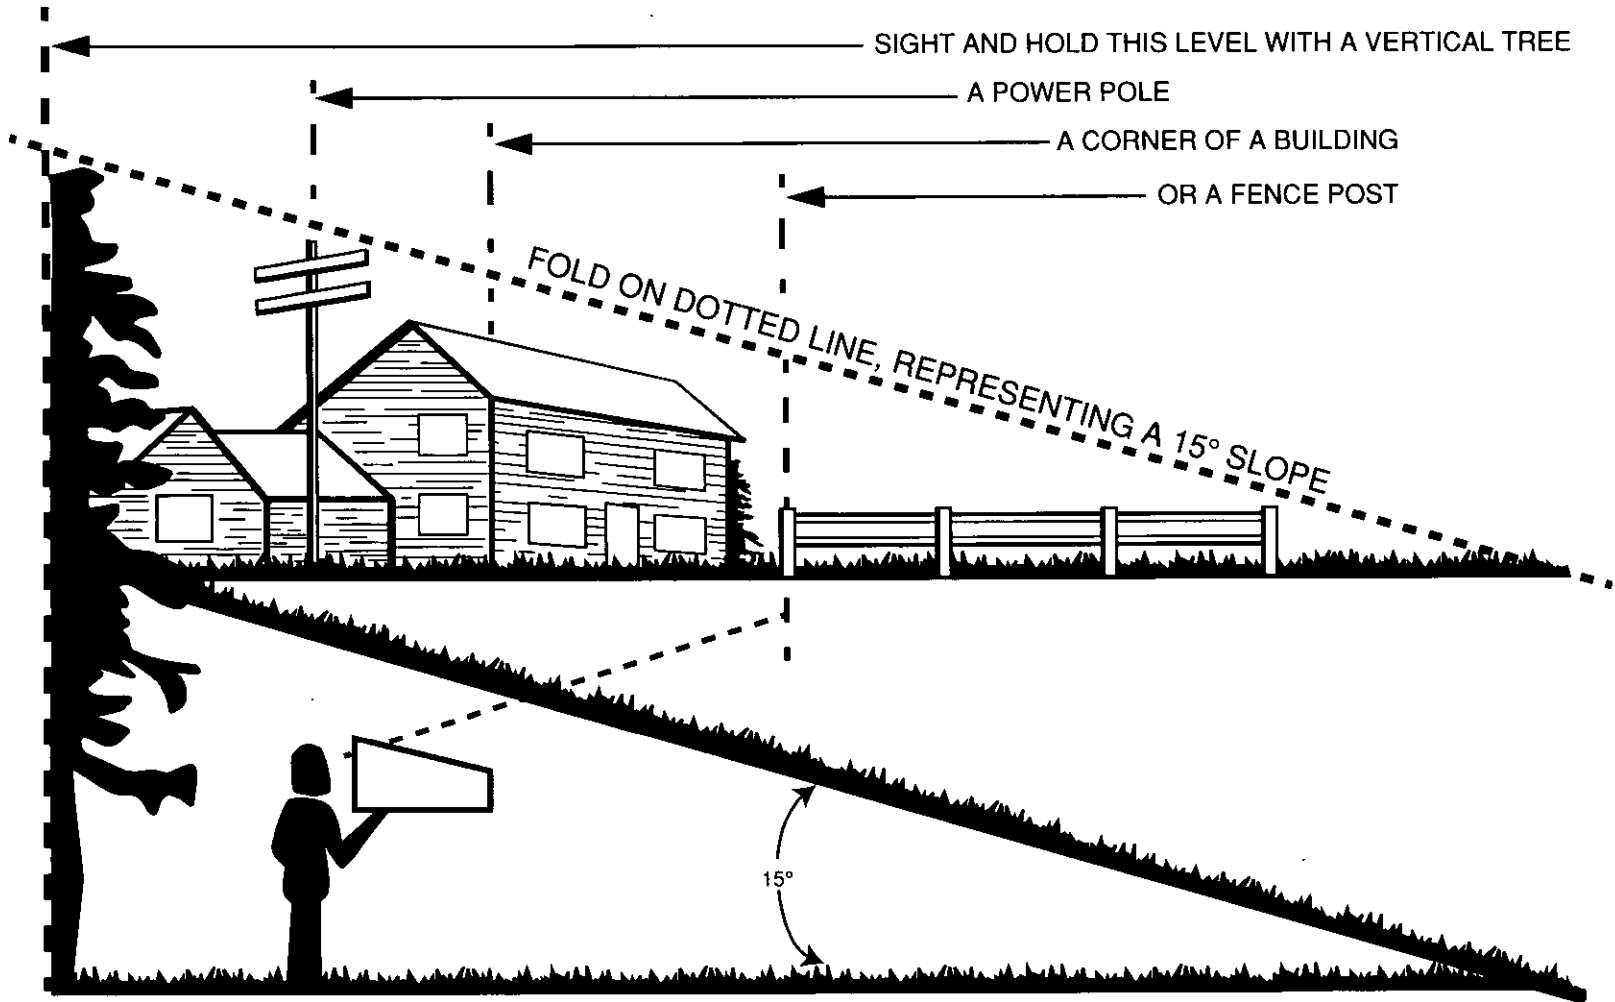 SIGHT AND HOLD THIS LEVEL WITH A VERTICAL TREE
A POWER POLE
A CORNER OF A BUILDING
OR A FENCE POST
FOLD ON DOTTED LINE, REPRESENTING A 15° SLOPE
15°